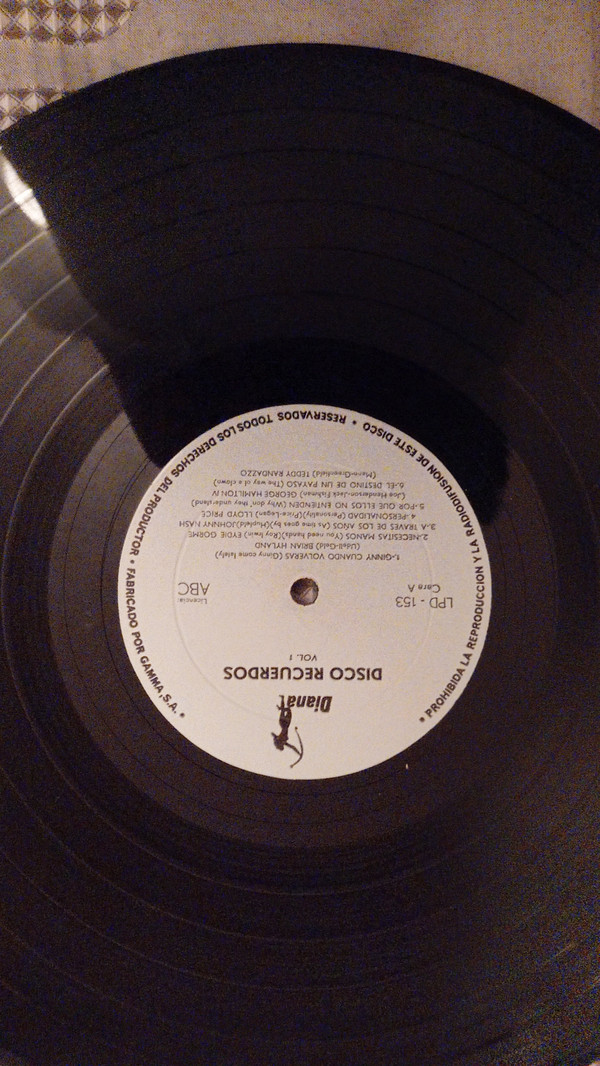 Diana
DISCO RECUERDOS
VOL. 1
LPD - 153
Cara A
Licencia:
ABC
1.-GINNY CUANDO VOLVERAS (Ginny come lately)
(Udell-Geld) BRIAN HYLAND
2.NECESITAS MANOS (You need hands)(Roy Irwin) EYDIE GORME
3.A TRAVES DE LOS AÑOS (As time goes by)(Hupfeld)JOHNNY NASH
4-PERSONALIDAD (Personality)(Price-Logan) LLOYD PRICE
5-POR QUE ELLOS NO ENTIENDEN (Why don't they understand)
(Joe Henderson-Jack Fishman) GEORGE HAMILTON IV
6-EL DESTINO DE UN PAYASO (The way of a clown)
(Mann-Greenfield) TEDDY RANDAZZO
• FABRICADO POR GAMMA,S.A. • RESERVADOS TODOS LOS DERECHOS DEL PRODUCTOR • PROHIBIDA LA REPRODUCCION Y LA RADIODIFUSION DE ESTE DISCO •